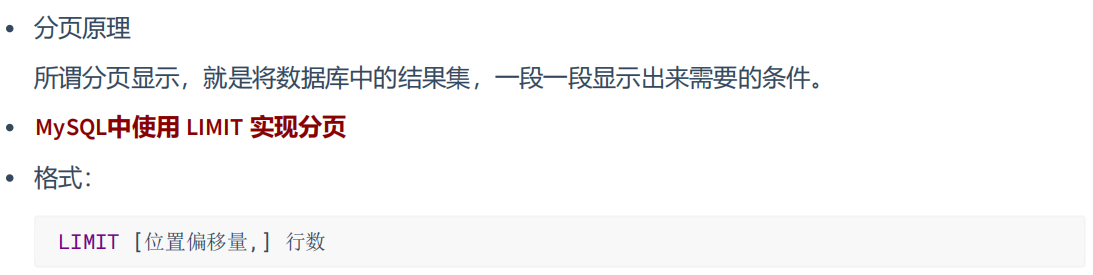 分页原理
所谓分页显示，就是将数据库中的结果集，一段一段显示出来需要的条件。
MySQL中使用 LIMIT 实现分页
格式：
LIMIT [位置偏移量,] 行数